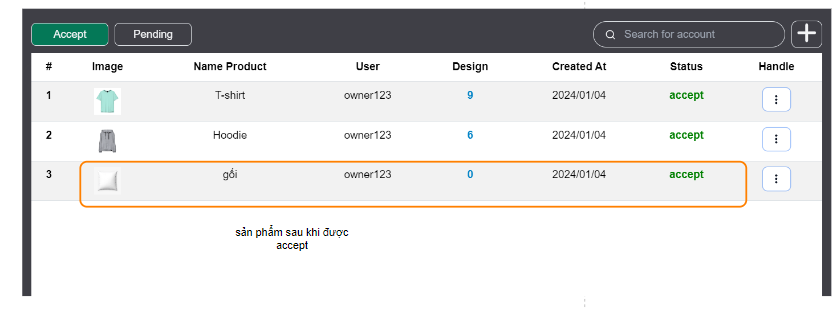 Accept Pending Search for account
# Image Name Product User Design Created At Status Handle
1 T-shirt owner123 9 2024/01/04 accept
2 Hoodie owner123 6 2024/01/04 accept
3 gối owner123 0 2024/01/04 accept
sản phẩm sau khi được
accept